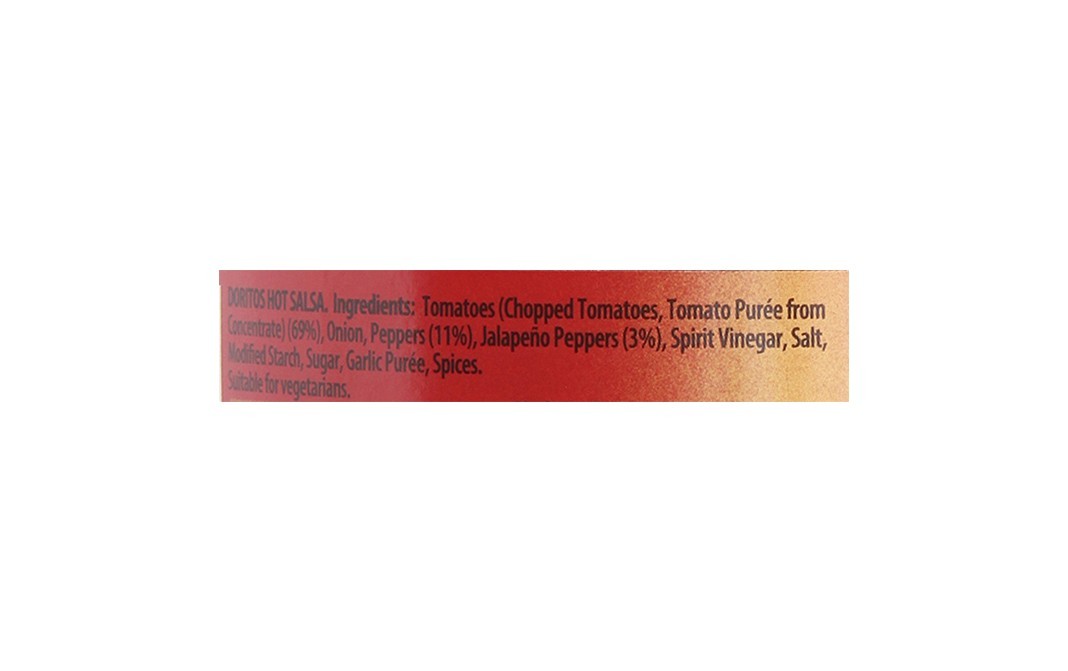 DORITOS HOT SALSA. Ingredients: Tomatoes (Chopped Tomatoes, Tomato Purée from
Concentrate) (69%), Onion, Peppers (11%), Jalapeño Peppers (3%), Spirit Vinegar, Salt,
Modified Starch, Sugar, Garlic Purée, Spices.
Suitable for vegetarians.